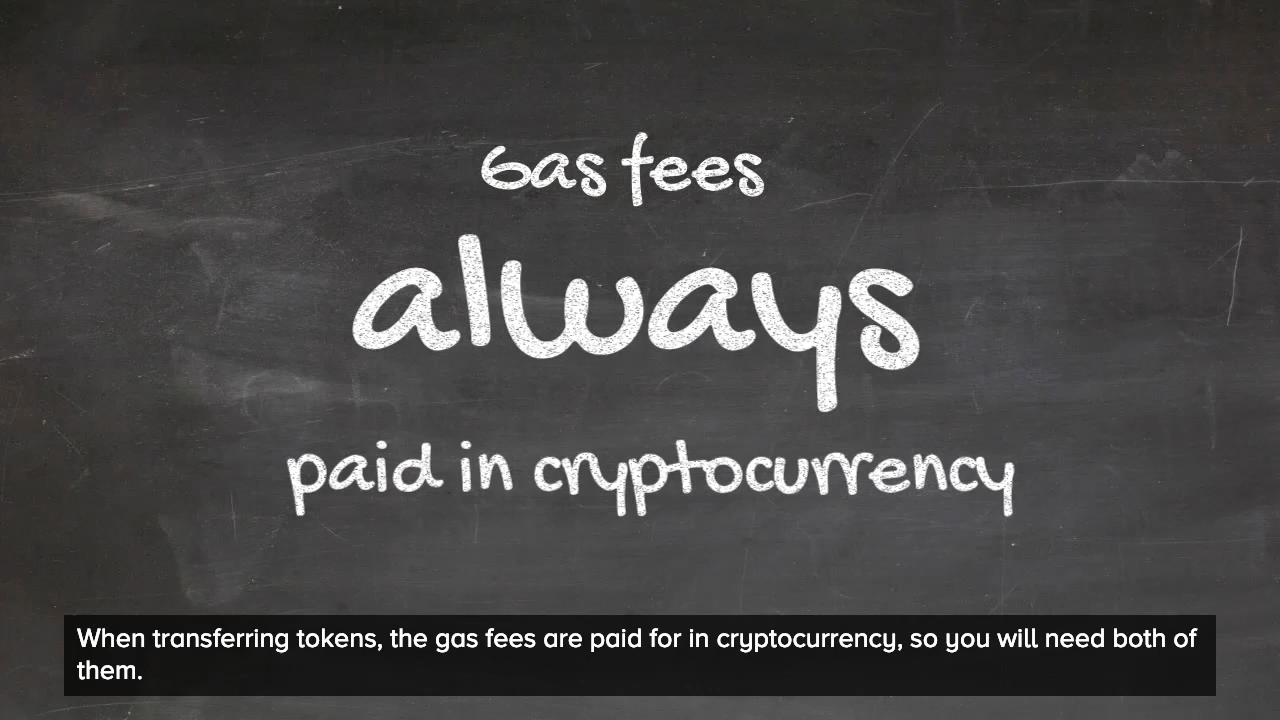 Gas fees
always
paid in cryptocurrency
When transferring tokens, the gas fees are paid for in cryptocurrency, so you will need both of
them.